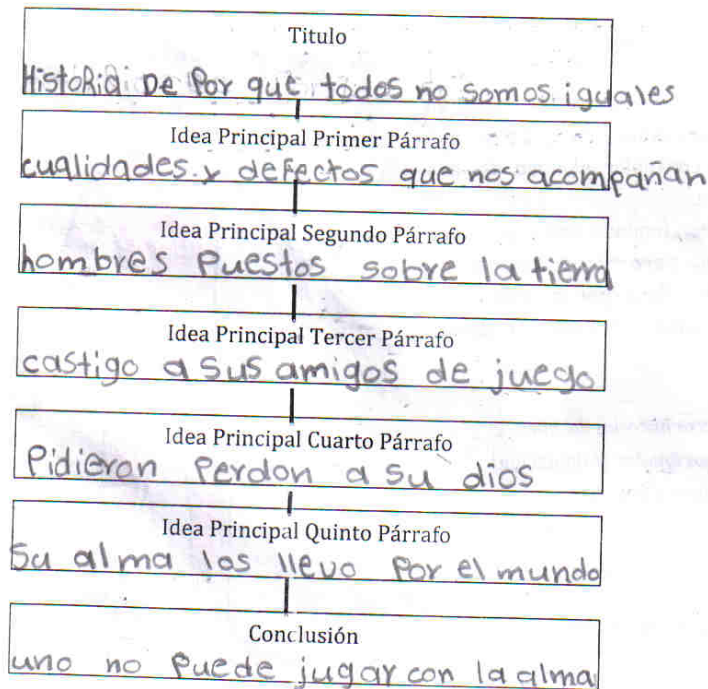 Titulo
HistoRia De Por que todos no somos iguales
Idea Principal Primer Párrafo
cualidades y defectos que nos acompañan
Idea Principal Segundo Párrafo
hombres Puestos sobre la tierra
Idea Principal Tercer Párrafo
castigo a sus amigos de juego
Idea Principal Cuarto Párrafo
Pidieron Perdon a su dios
Idea Principal Quinto Párrafo
Su alma los llevo Por el mundo
Conclusión
uno no Puede jugar con la alma